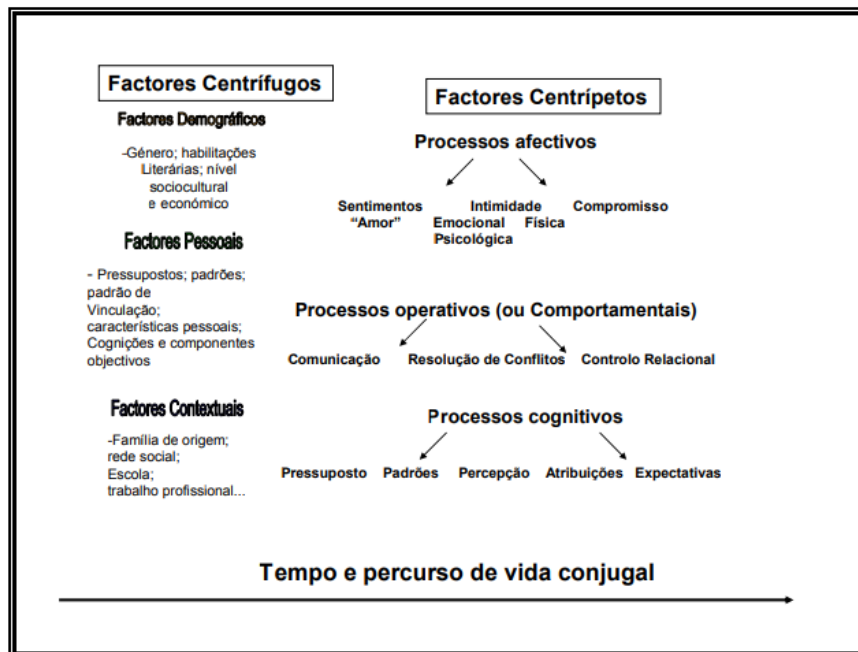 Factores Centrífugos
Factores Demográficos
-Género; habilitações
Literárias; nível
sociocultural
e económico
Factores Pessoais
- Pressupostos; padrões;
padrão de
Vinculação;
características pessoais;
Cognições e componentes
objectivos
Factores Contextuais
-Família de origem;
rede social;
Escola;
trabalho profissional...
Factores Centrípetos
Processos afectivos
Sentimentos Intimidade Compromisso
“Amor” Emocional Física
Psicológica
Processos operativos (ou Comportamentais)
Comunicação Resolução de Conflitos Controlo Relacional
Processos cognitivos
Pressuposto Padrões Percepção Atribuições Expectativas
Tempo e percurso de vida conjugal